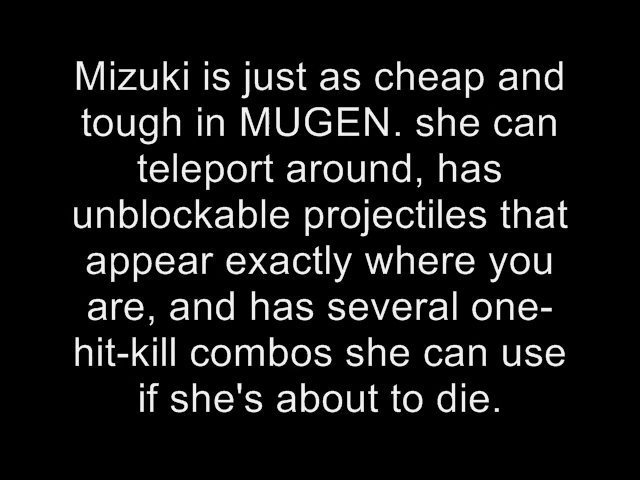 Mizuki is just as cheap and
tough in MUGEN. she can
teleport around, has
unblockable projectiles that
appear exactly where you
are, and has several one-
hit-kill combos she can use
if she's about to die.